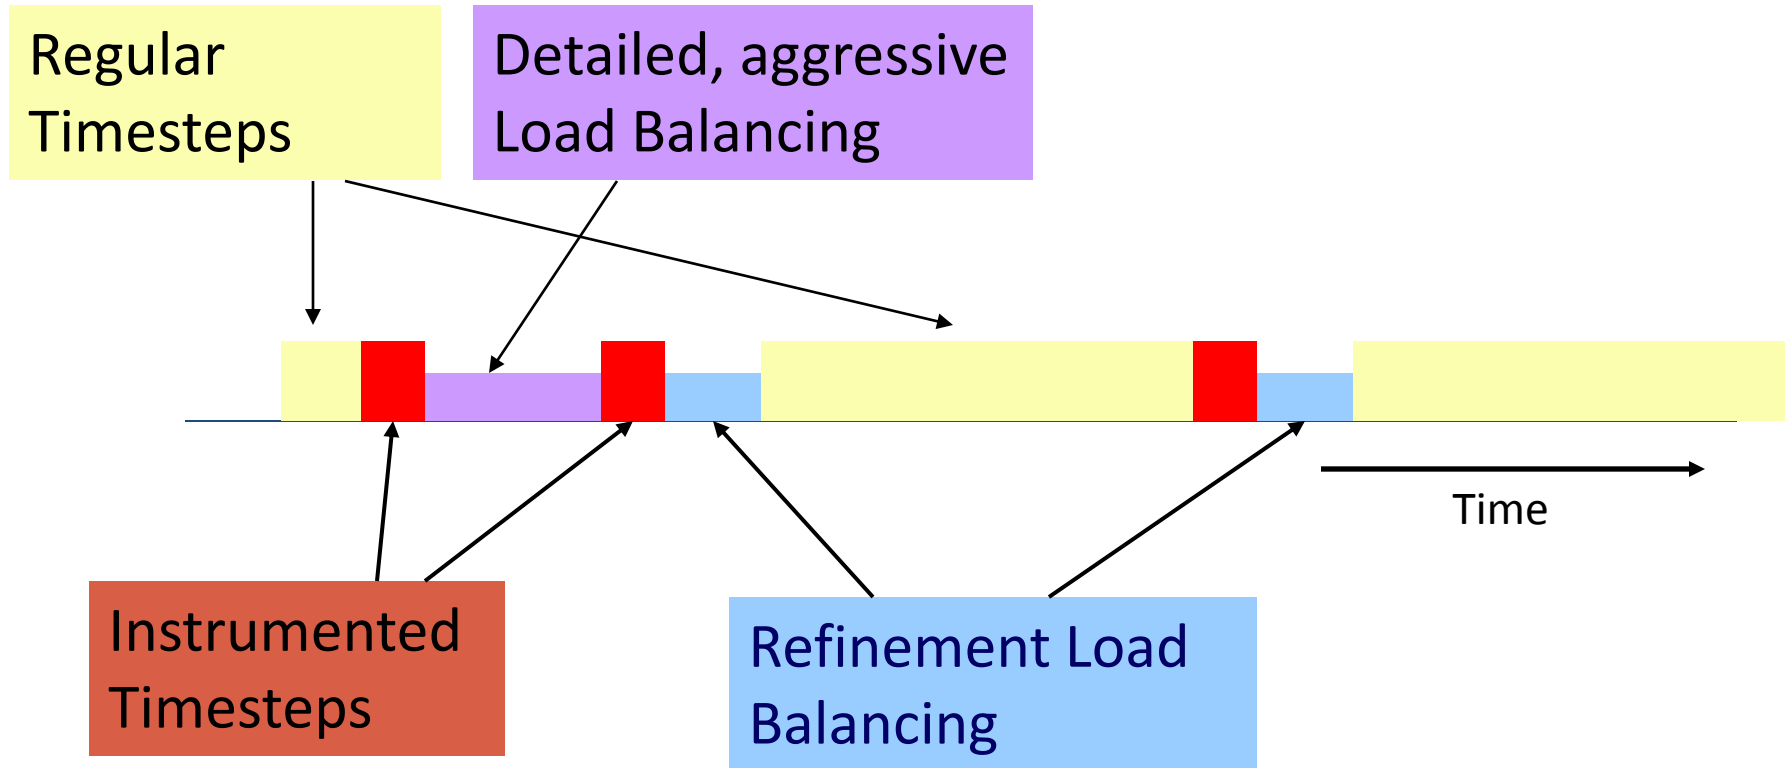 Regular
Timesteps
Detailed, aggressive
Load Balancing
Time
Instrumented
Timesteps
Refinement Load
Balancing